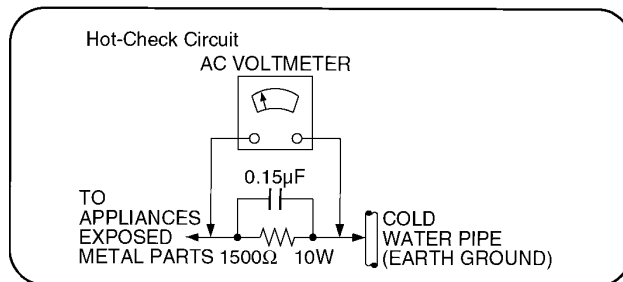 Hot-Check Circuit
AC VOLTMETER
0.15µF
TO
APPLIANCES
EXPOSED
METAL PARTS
1500Ω 10W
COLD
WATER PIPE
(EARTH GROUND)